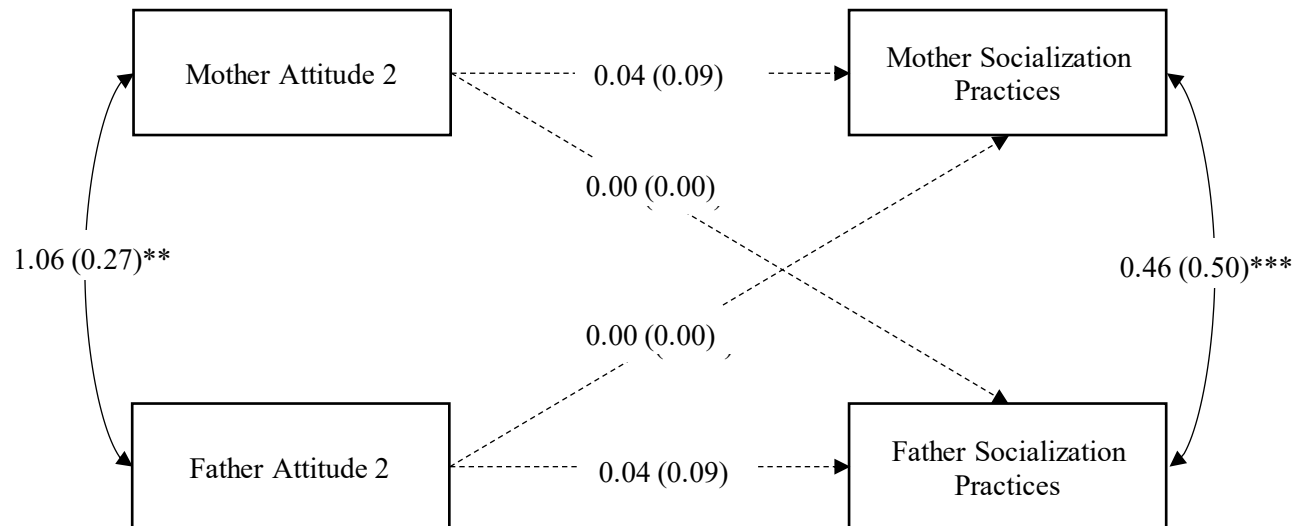 Mother Attitude 2
0.04 (0.09)
Mother Socialization
Practices
0.00 (0.00)
1.06 (0.27)**
0.46 (0.50)***
0.00 (0.00)
Father Attitude 2
0.04 (0.09)
Father Socialization
Practices